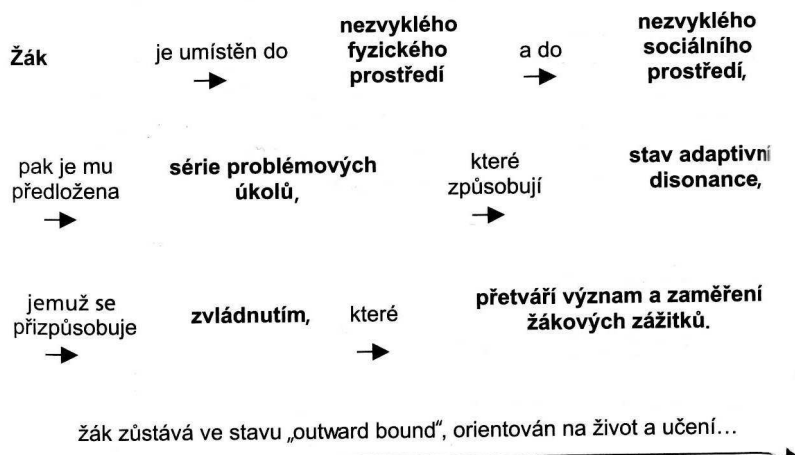 Žák je umístěn do → nezvyklého fyzického prostředí a do → nezvyklého sociálního prostředí,
pak je mu předložena → série problémových úkolů, které způsobují → stav adaptivní disonance,
jemuž se přizpůsobuje → zvládnutím, které → přetváří význam a zaměření žákových zážitků.
žák zůstává ve stavu „outward bound“, orientován na život a učení…